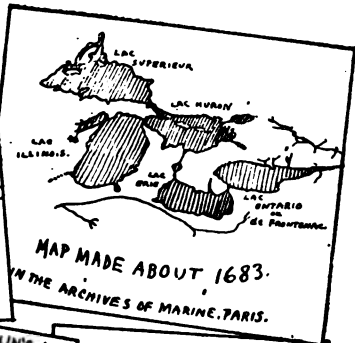 LAC
SUPERIEUR
LAC HURON
LAC
ILLINOIS.
LAC
ERIE
LAC
ONTARIO
OU
de FRONTENAC.
MAP MADE ABOUT 1683.
IN THE ARCHIVES OF MARINE. PARIS.